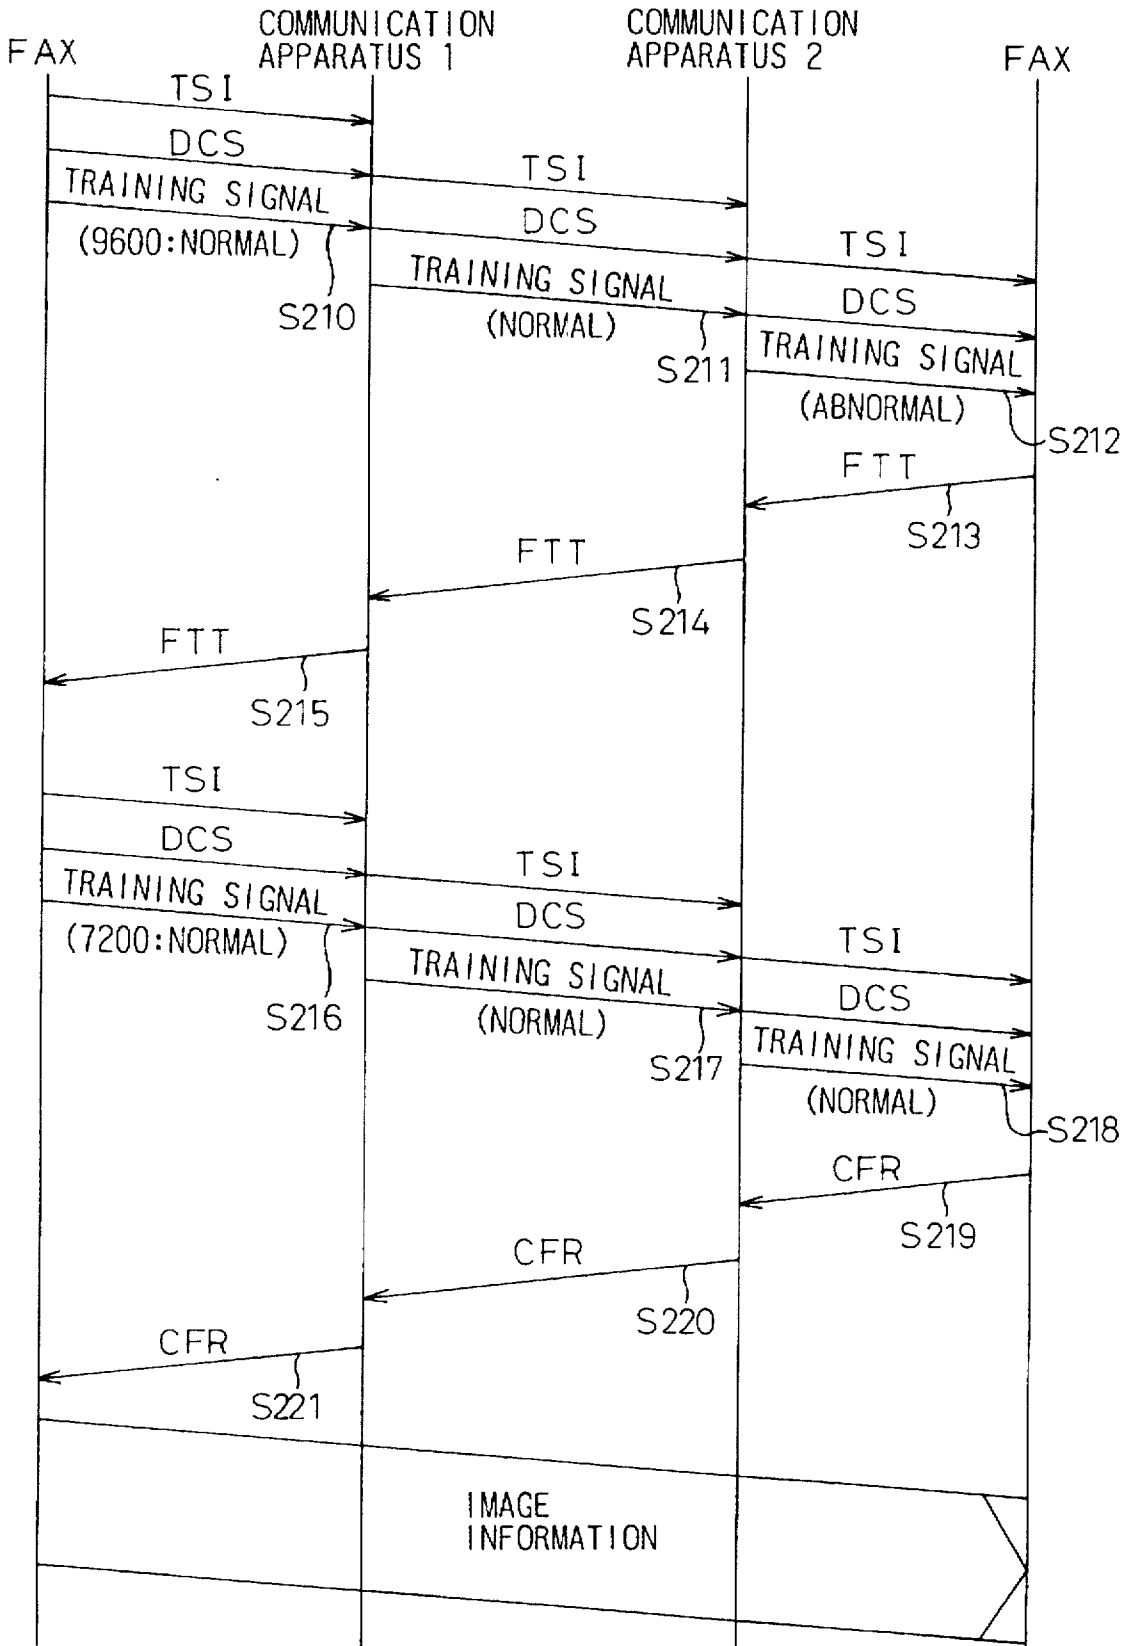 FAX
COMMUNICATION
APPARATUS 1
COMMUNICATION
APPARATUS 2
FAX
TSI
DCS
TSI
TRAINING SIGNAL
(9600:NORMAL)
DCS
TSI
S210
TRAINING SIGNAL
(NORMAL)
DCS
S211
TRAINING SIGNAL
(ABNORMAL)
S212
FTT
S213
FTT
S214
FTT
S215
TSI
DCS
TSI
TRAINING SIGNAL
(7200:NORMAL)
DCS
TSI
S216
TRAINING SIGNAL
(NORMAL)
DCS
S217
TRAINING SIGNAL
(NORMAL)
S218
CFR
S219
CFR
S220
CFR
S221
IMAGE
INFORMATION